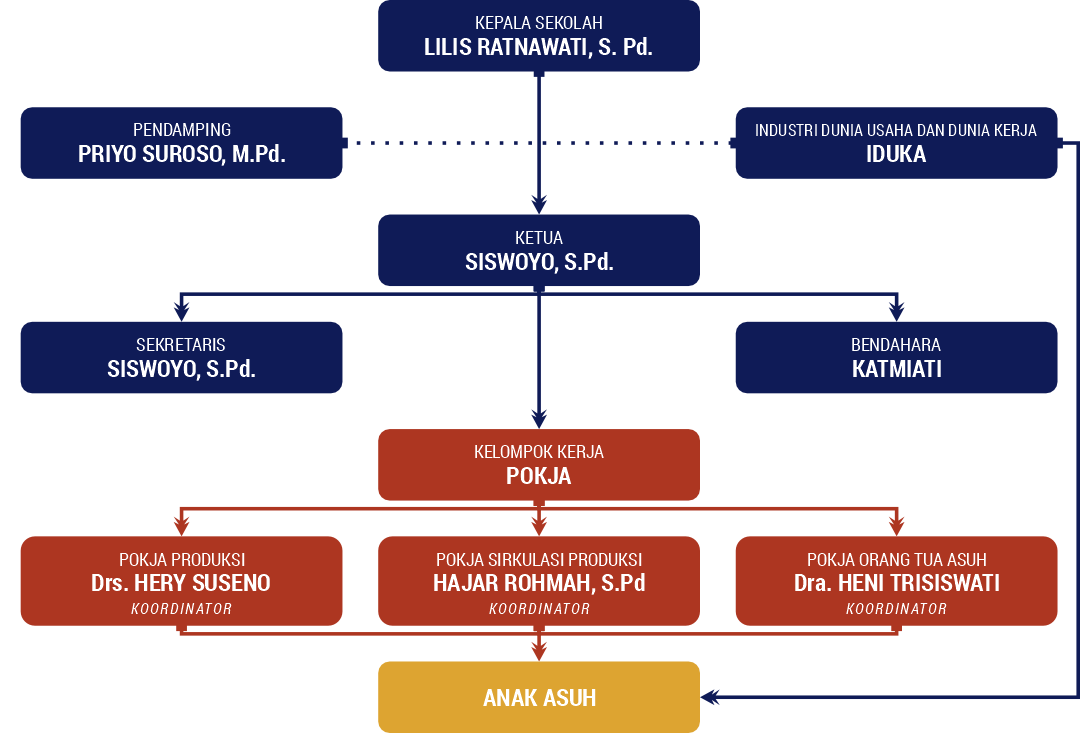 KEPALA SEKOLAH
LILIS RATNAWATI, S. Pd.
PENDAMPING
PRIYO SUROSO, M.Pd.
INDUSTRI DUNIA USAHA DAN DUNIA KERJA
IDUKA
KETUA
SISWOYO, S.Pd.
SEKRETARIS
SISWOYO, S.Pd.
BENDAHARA
KATMIATI
KELOMPOK KERJA
POKJA
POKJA PRODUKSI
Drs. HERY SUSENO
KOORDINATOR
POKJA SIRKULASI PRODUKSI
HAJAR ROHMAH, S.Pd
KOORDINATOR
POKJA ORANG TUA ASUH
Dra. HENI TRISISWATI
KOORDINATOR
ANAK ASUH